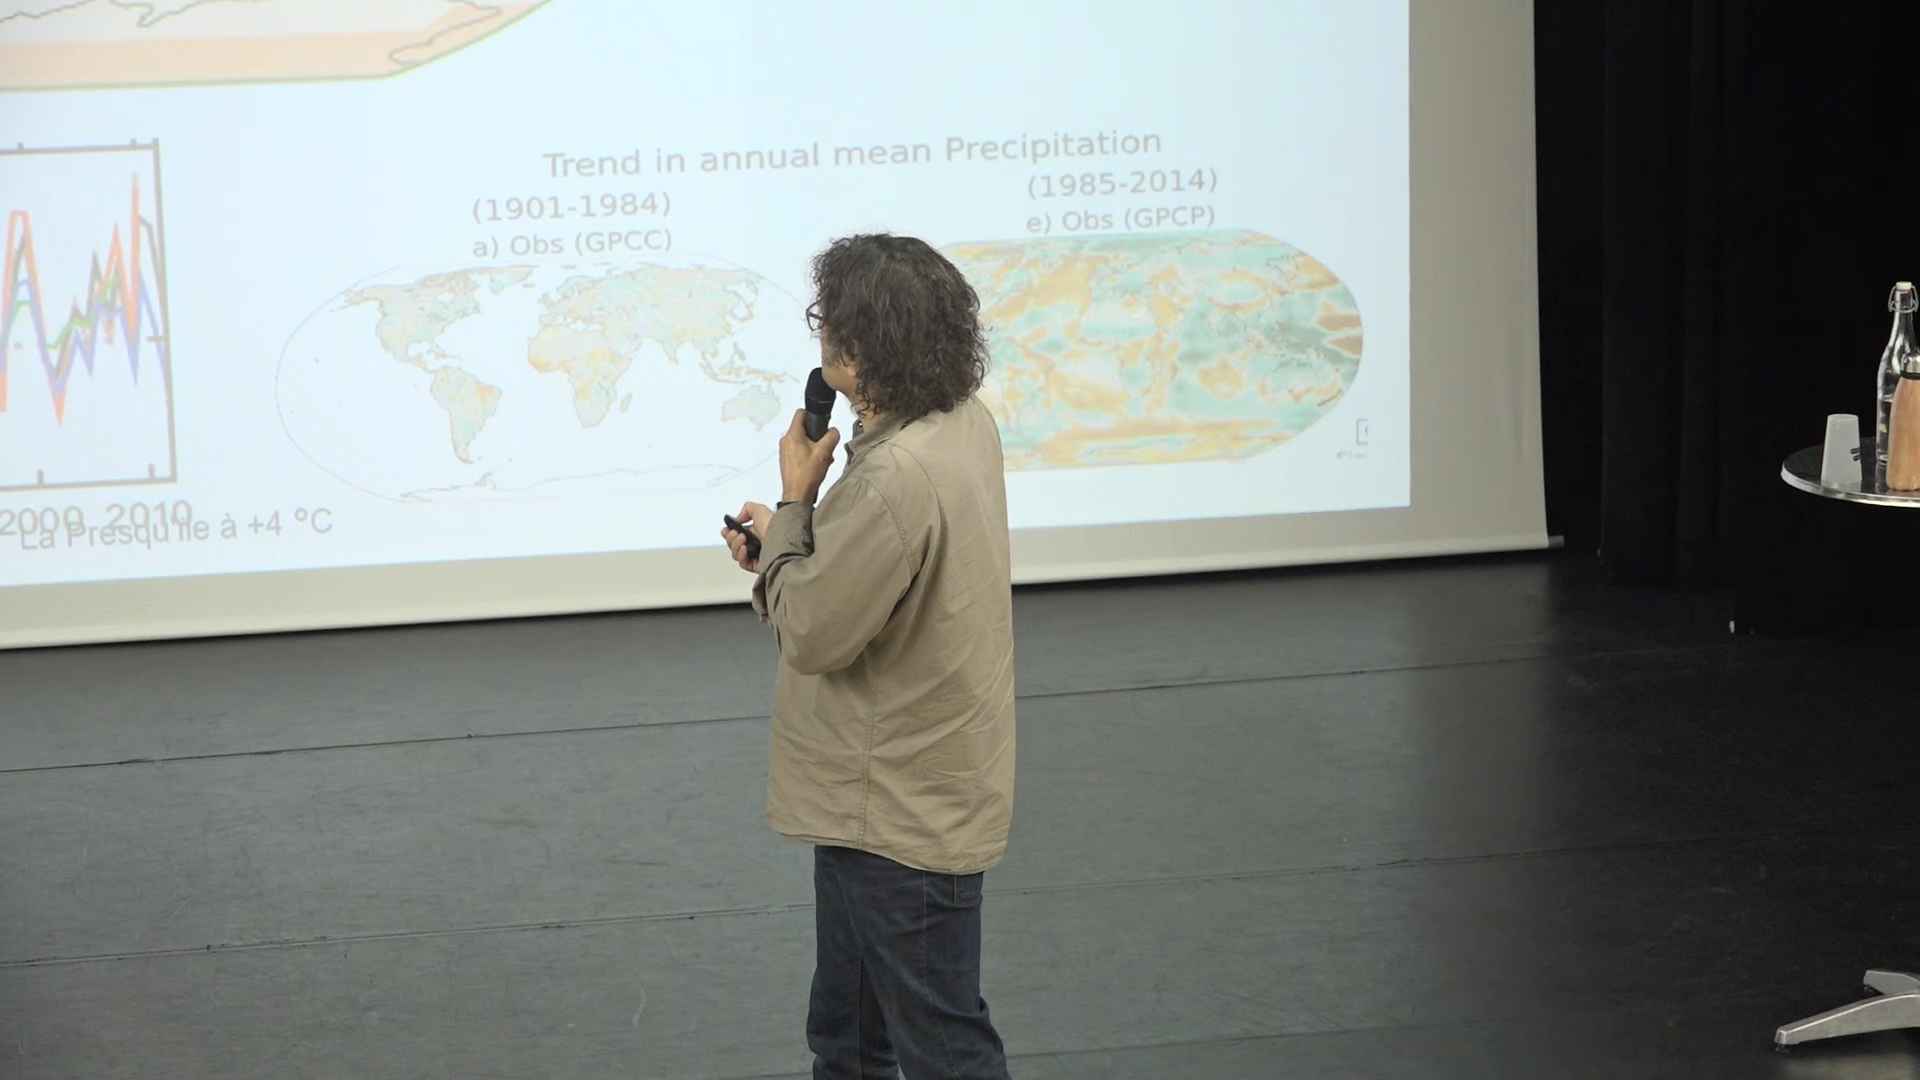 Trend in annual mean Precipitation
(1901-1984)
a) Obs (GPCC)
(1985-2014)
e) Obs (GPCP)
2000 2010
La Presqu'île à +4 °C